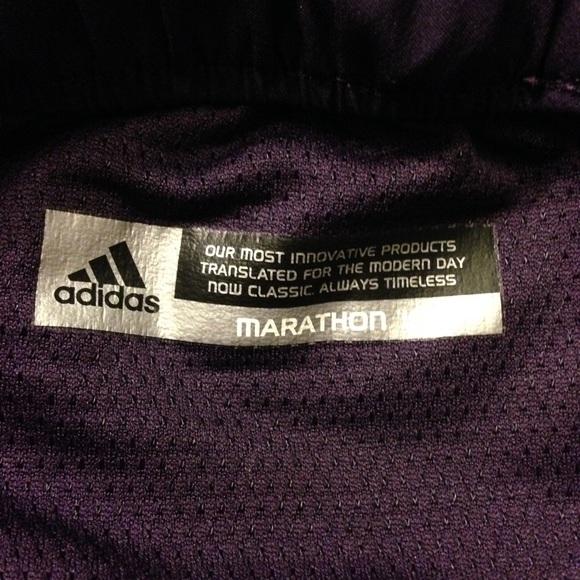 adidas
OUR MOST INNOVATIVE PRODUCTS
TRANSLATED FOR THE MODERN DAY
NOW CLASSIC. ALWAYS TIMELESS
MARATHON